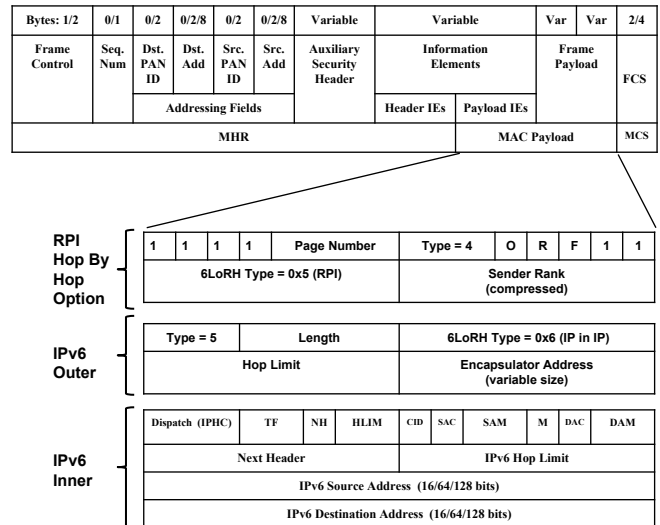 Bytes: 1/2 0/1 0/2 0/2/8 0/2 0/2/8 Variable Variable Var Var 2/4
Frame Control Seq. Num Dst. PAN ID Dst. Add Src. PAN ID Src. Add Auxiliary Security Header Information Elements Frame Payload FCS
Addressing Fields Header IEs Payload IEs
MHR MAC Payload MCS
RPI Hop By Hop Option
1 1 1 1 Page Number Type = 4 O R F 1 1
6LoRH Type = 0x5 (RPI) Sender Rank (compressed)
IPv6 Outer
Type = 5 Length 6LoRH Type = 0x6 (IP in IP)
Hop Limit Encapsulator Address (variable size)
IPv6 Inner
Dispatch (IPHC) TF NH HLIM CID SAC SAM M DAC DAM
Next Header IPv6 Hop Limit
IPv6 Source Address (16/64/128 bits)
IPv6 Destination Address (16/64/128 bits)